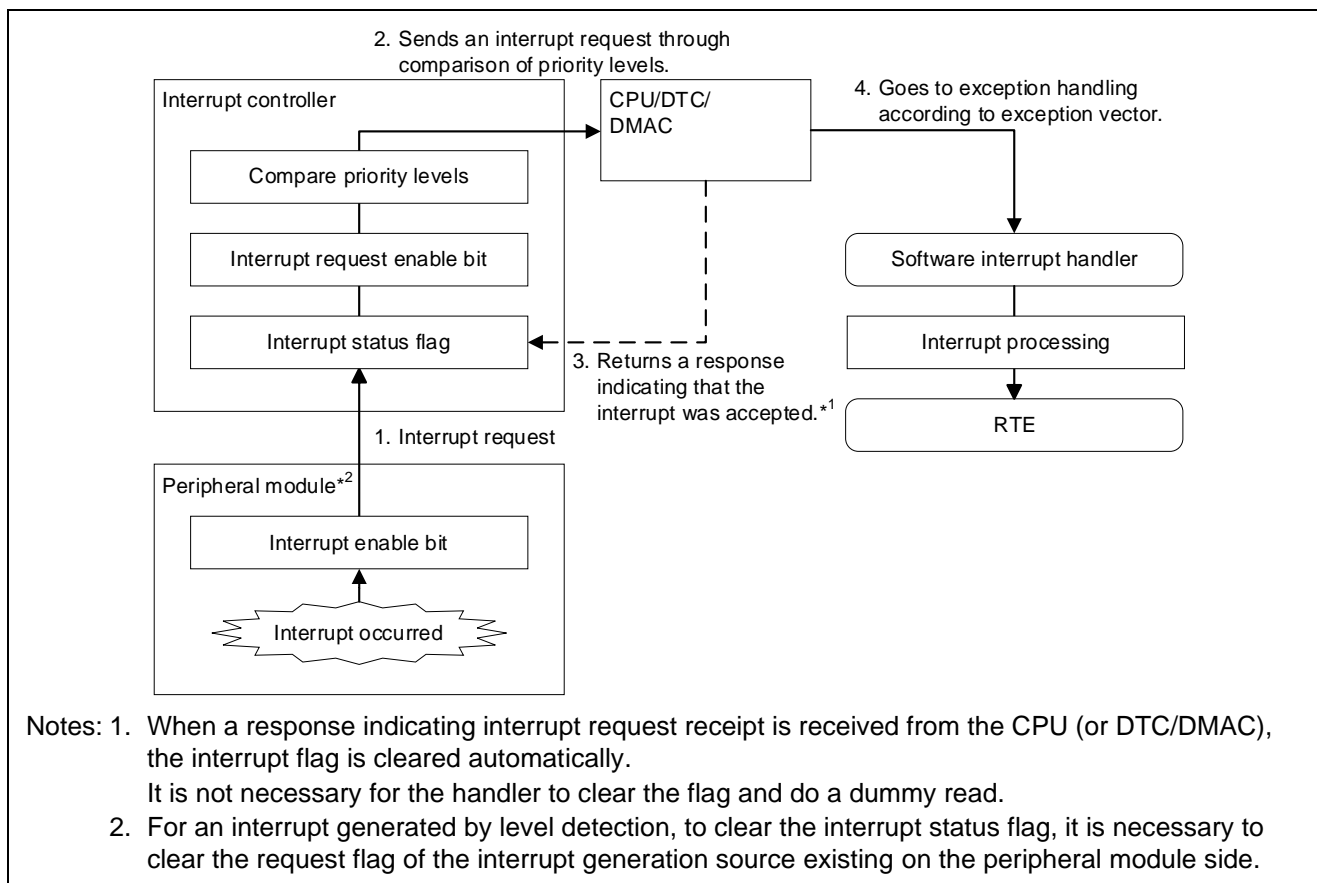 2. Sends an interrupt request through
comparison of priority levels.
Interrupt controller
CPU/DTC/
DMAC
4. Goes to exception handling
according to exception vector.
Compare priority levels
Interrupt request enable bit
Software interrupt handler
Interrupt status flag
Interrupt processing
3. Returns a response
indicating that the
interrupt was accepted.*1
RTE
1. Interrupt request
Peripheral module*2
Interrupt enable bit
Interrupt occurred
Notes: 1. When a response indicating interrupt request receipt is received from the CPU (or DTC/DMAC),
the interrupt flag is cleared automatically.
It is not necessary for the handler to clear the flag and do a dummy read.
2. For an interrupt generated by level detection, to clear the interrupt status flag, it is necessary to
clear the request flag of the interrupt generation source existing on the peripheral module side.